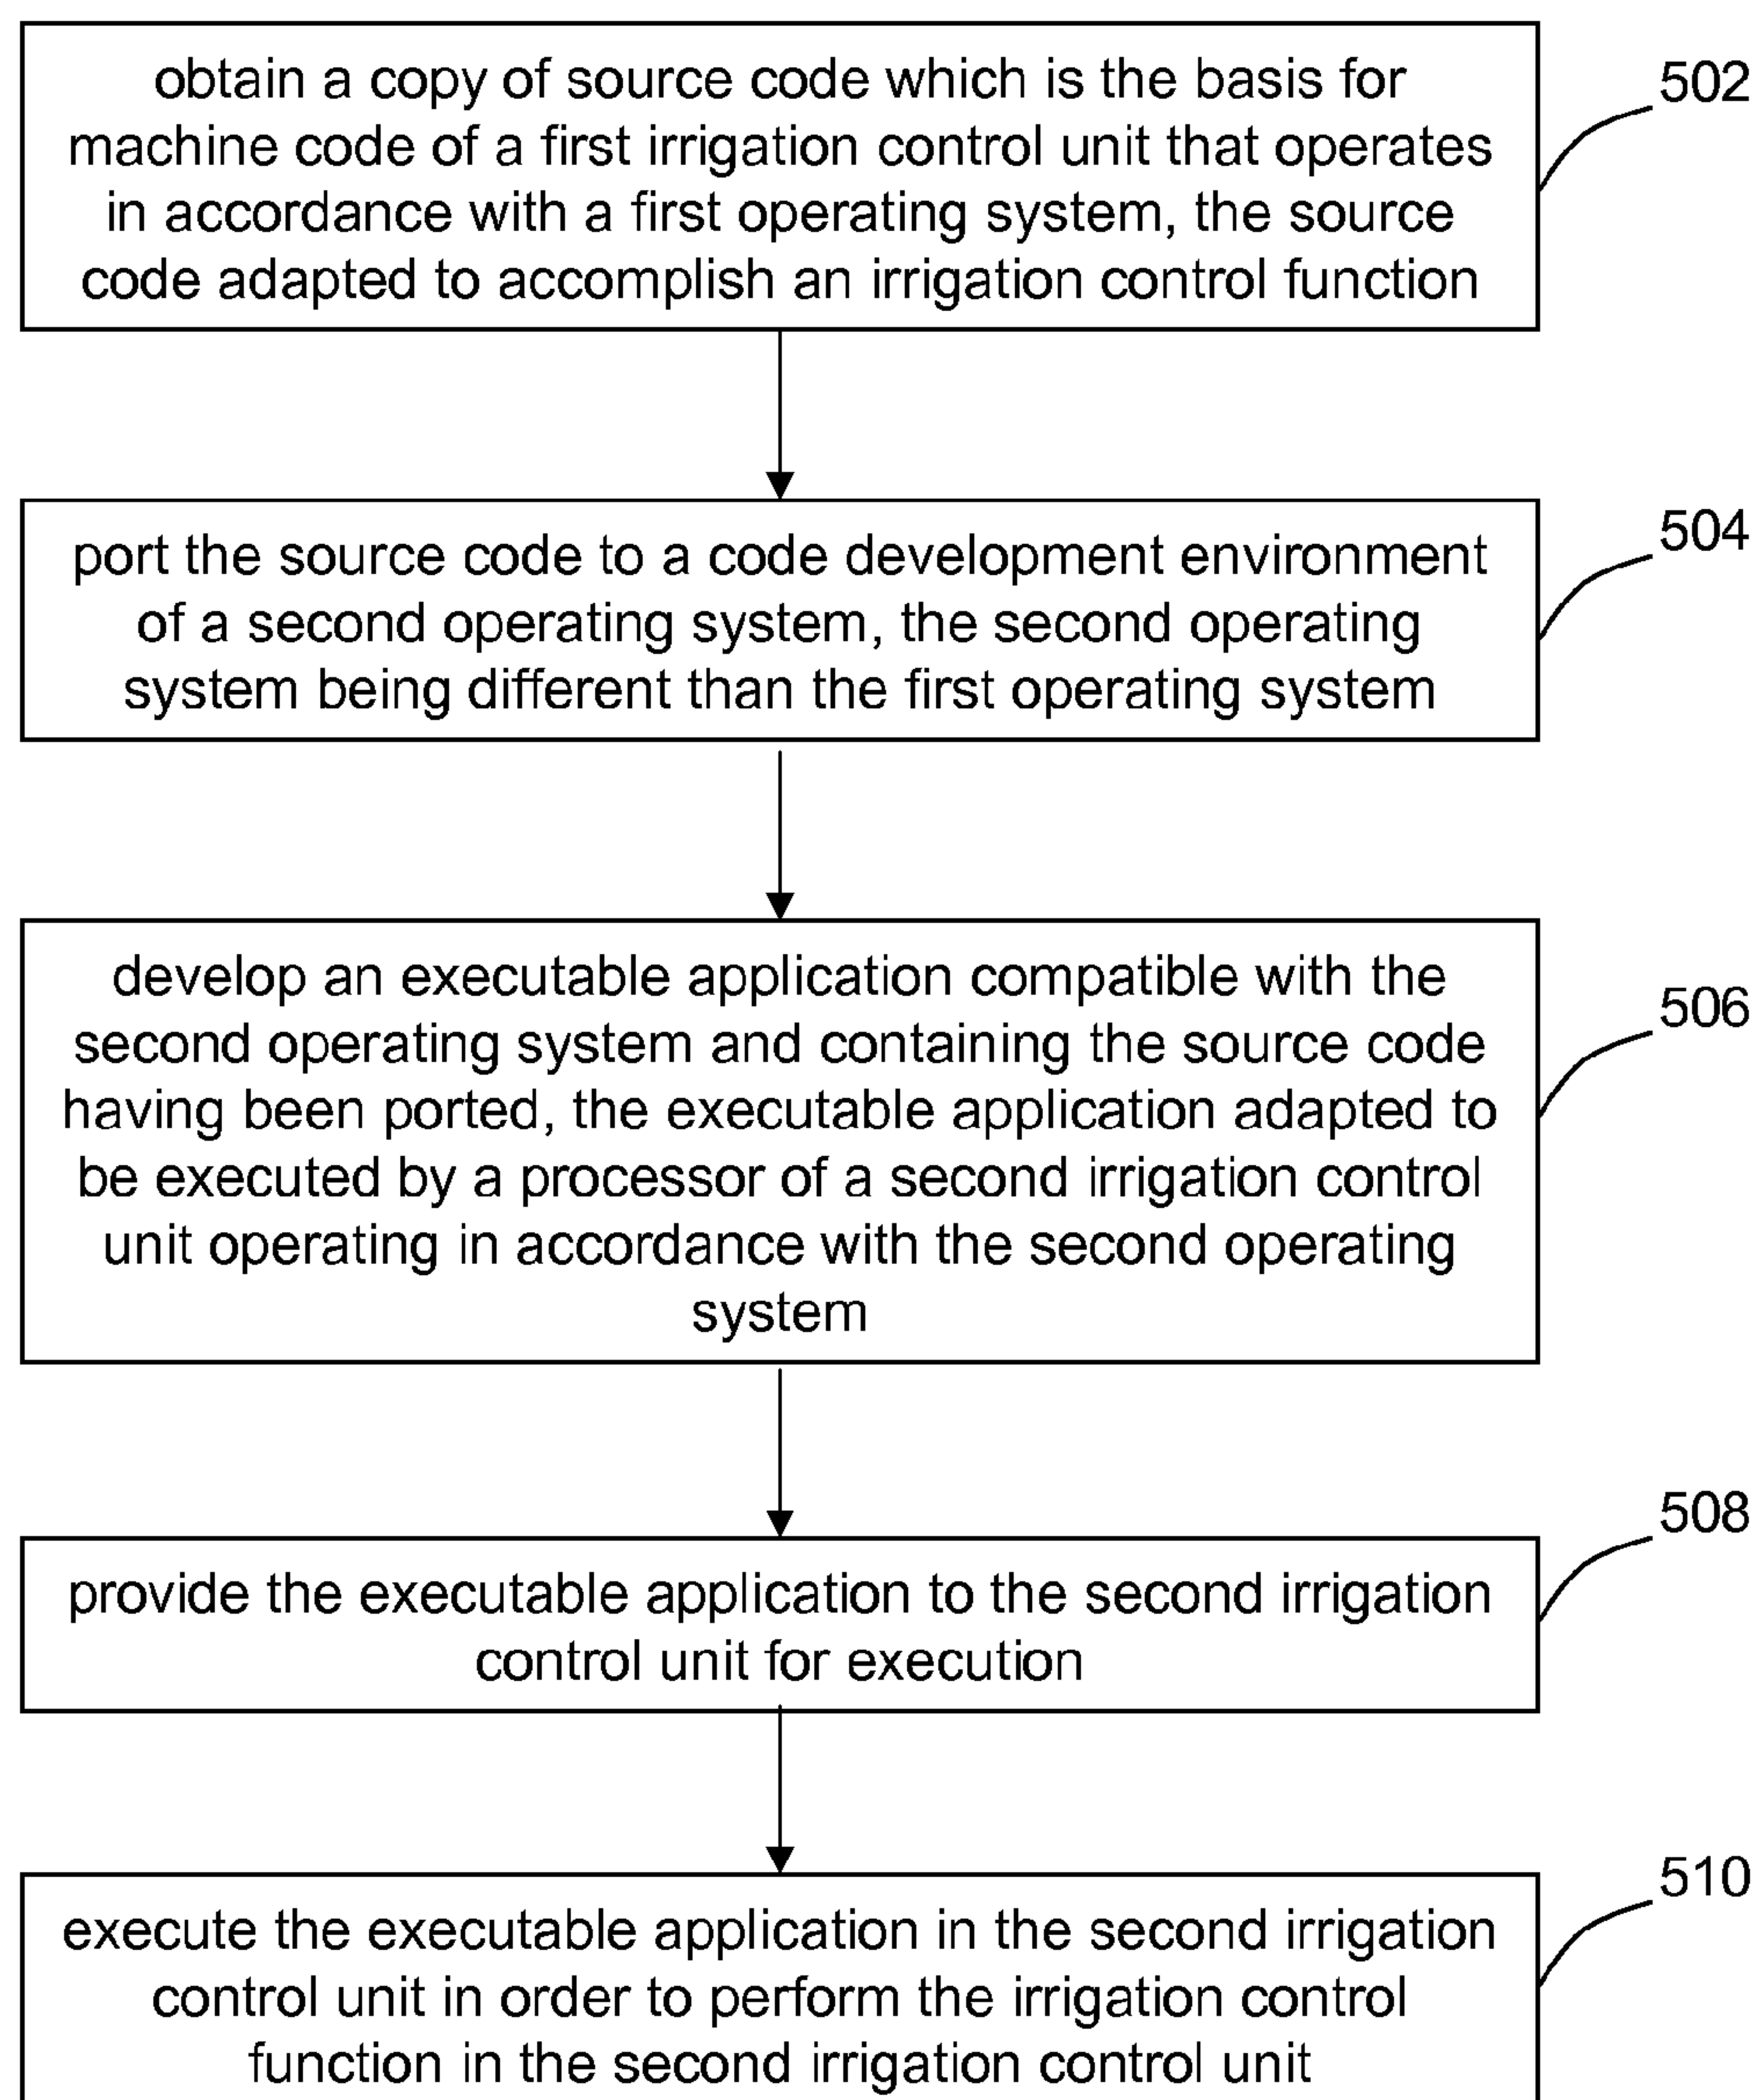 obtain a copy of source code which is the basis for
machine code of a first irrigation control unit that operates
in accordance with a first operating system, the source
code adapted to accomplish an irrigation control function
502
port the source code to a code development environment
of a second operating system, the second operating
system being different than the first operating system
504
develop an executable application compatible with the
second operating system and containing the source code
having been ported, the executable application adapted to
be executed by a processor of a second irrigation control
unit operating in accordance with the second operating
system
506
provide the executable application to the second irrigation
control unit for execution
508
execute the executable application in the second irrigation
control unit in order to perform the irrigation control
function in the second irrigation control unit
510